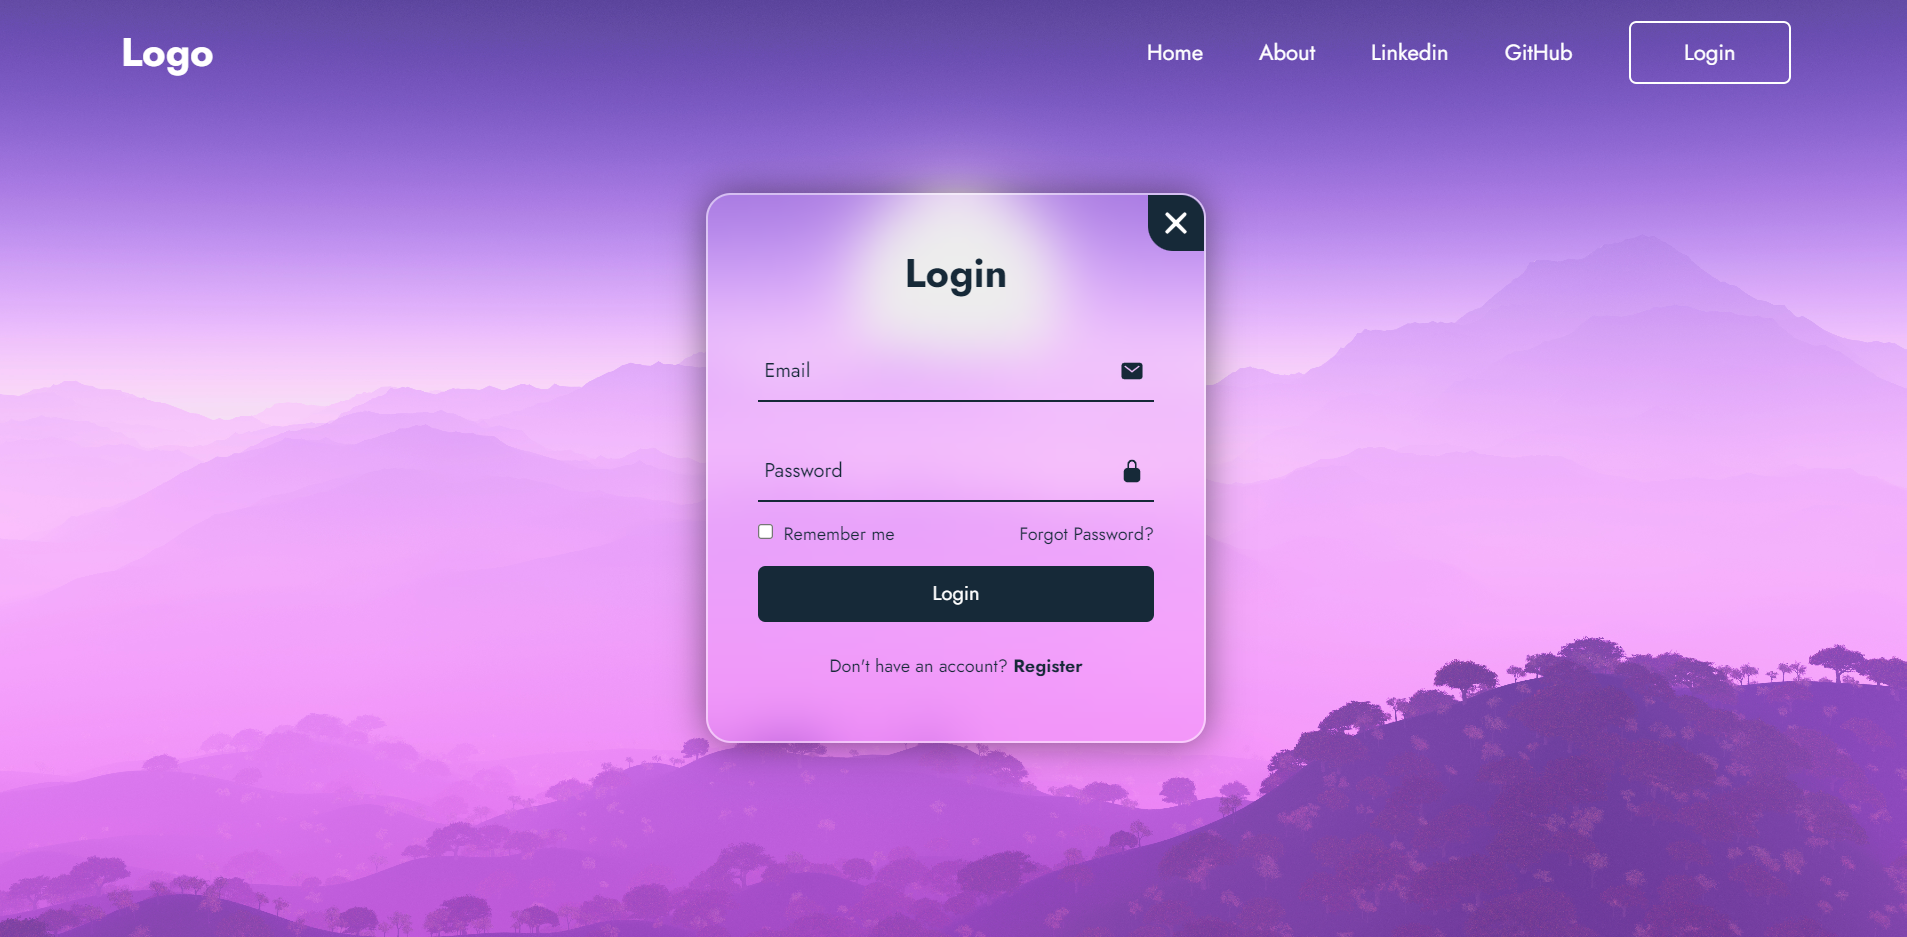 Logo
Home About Linkedin GitHub Login
Login
Email
Password
Remember me Forgot Password?
Login
Don't have an account? Register